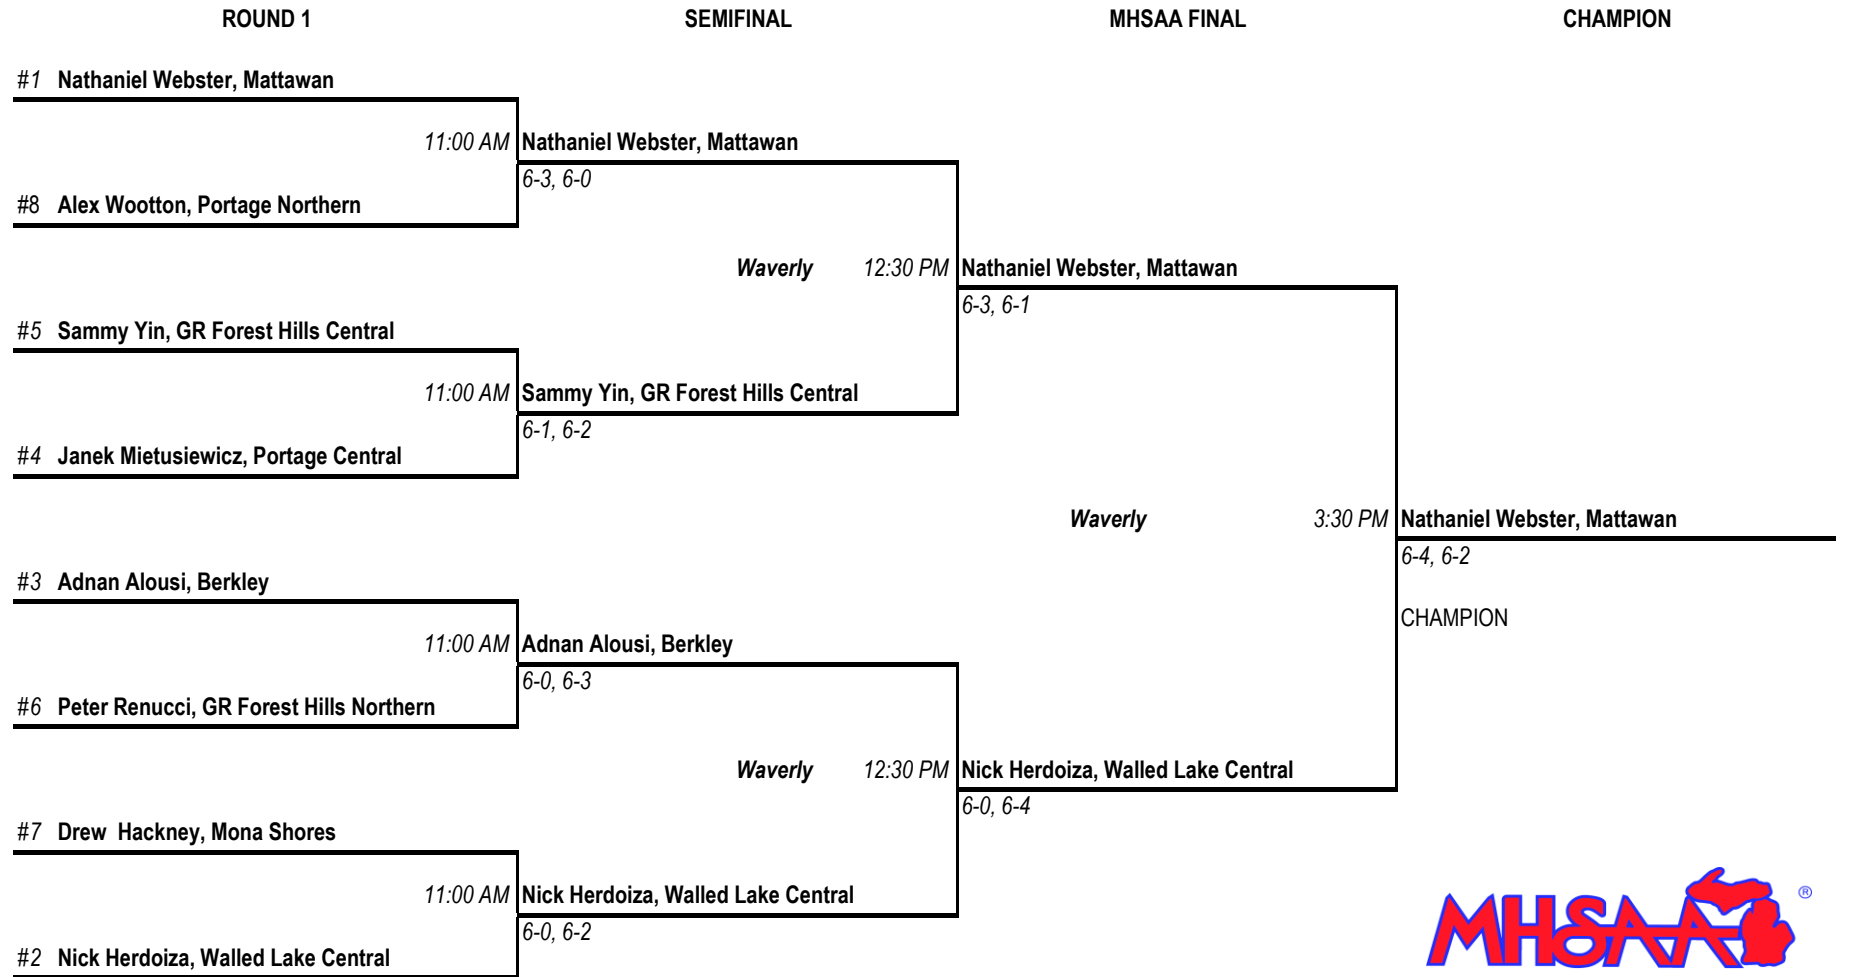 ROUND 1 SEMIFINAL MHSAA FINAL CHAMPION
#1 Nathaniel Webster, Mattawan
11:00 AM Nathaniel Webster, Mattawan
6-3, 6-0
#8 Alex Wootton, Portage Northern
Waverly 12:30 PM Nathaniel Webster, Mattawan
6-3, 6-1
#5 Sammy Yin, GR Forest Hills Central
11:00 AM Sammy Yin, GR Forest Hills Central
6-1, 6-2
#4 Janek Mietusiewicz, Portage Central
Waverly 3:30 PM Nathaniel Webster, Mattawan
6-4, 6-2
#3 Adnan Alousi, Berkley
CHAMPION
11:00 AM Adnan Alousi, Berkley
6-0, 6-3
#6 Peter Renucci, GR Forest Hills Northern
Waverly 12:30 PM Nick Herdoiza, Walled Lake Central
6-0, 6-4
#7 Drew Hackney, Mona Shores
11:00 AM Nick Herdoiza, Walled Lake Central
6-0, 6-2
#2 Nick Herdoiza, Walled Lake Central
MHSAA ®